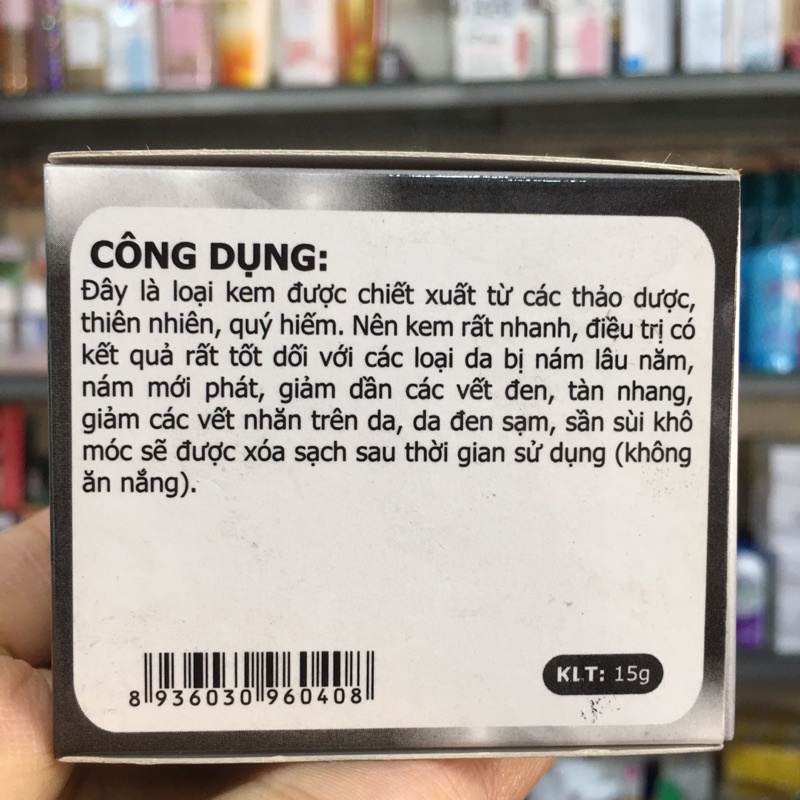 CÔNG DỤNG:
Đây là loại kem được chiết xuất từ các thảo dược,
thiên nhiên, quý hiếm. Nên kem rất nhanh, điều trị có
kết quả rất tốt dối với các loại da bị nám lâu năm,
nám mới phát, giảm dần các vết đen, tàn nhang,
giảm các vết nhăn trên da, da đen sạm, sần sùi khô
móc sẽ được xóa sạch sau thời gian sử dụng (không
ăn nắng).
8 936030 960408
KLT: 15g